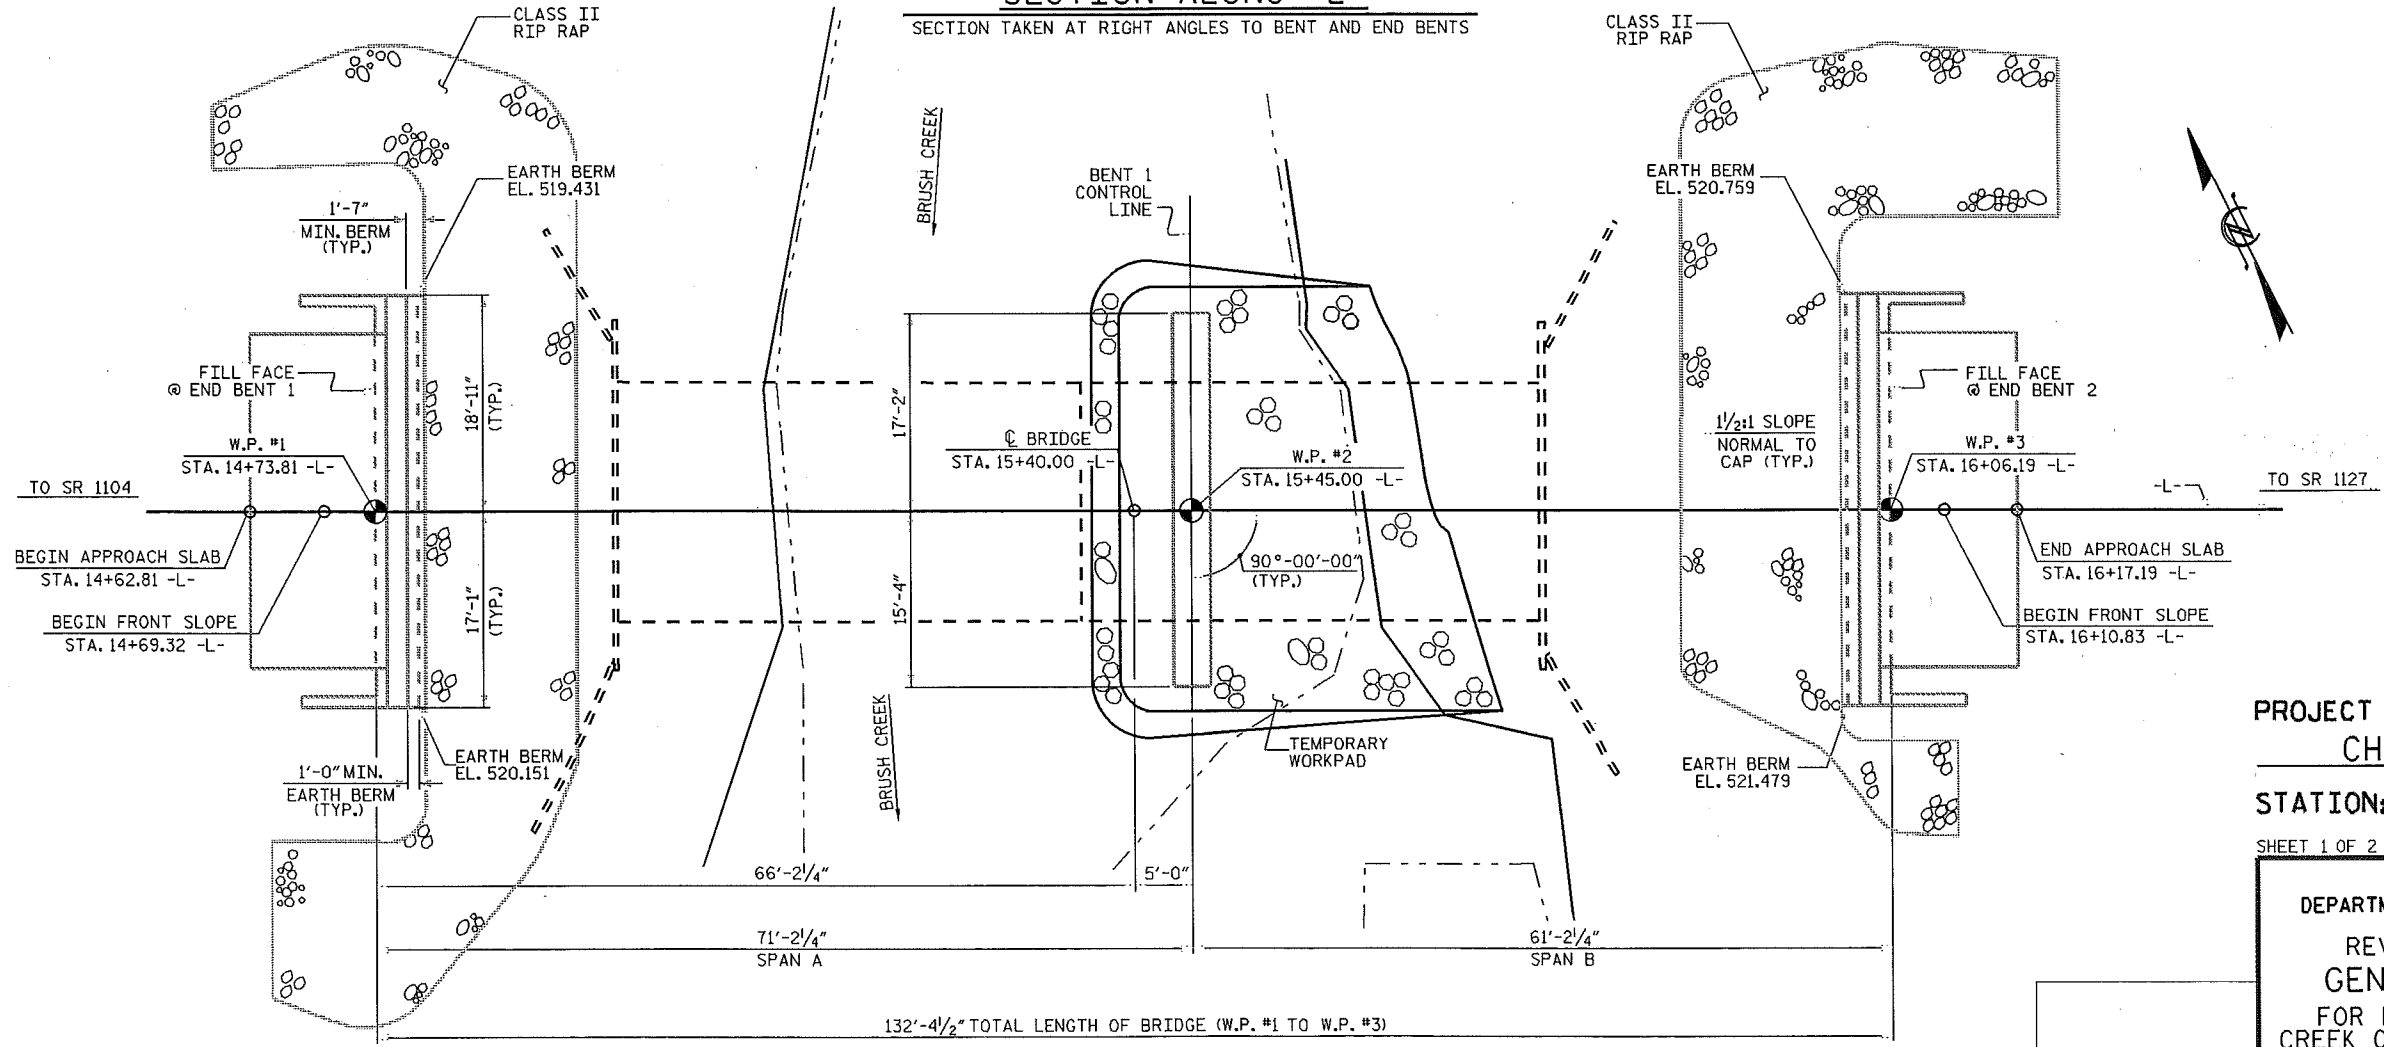 SECTION ALONG -L-
SECTION TAKEN AT RIGHT ANGLES TO BENT AND END BENTS
CLASS II
RIP RAP
CLASS II
RIP RAP
EARTH BERM
EL. 519.431
1'-7"
MIN. BERM
(TYP.)
BRUSH CREEK
BENT 1
CONTROL
LINE
EARTH BERM
EL. 520.759
FILL FACE
@ END BENT 1
18'-11"
(TYP.)
17'-2"
℄ BRIDGE
STA. 15+40.00 -L-
W.P. #2
STA. 15+45.00 -L-
1½:1 SLOPE
NORMAL TO
CAP (TYP.)
FILL FACE
@ END BENT 2
W.P. #1
STA. 14+73.81 -L-
W.P. #3
STA. 16+06.19 -L-
TO SR 1104
-L-
TO SR 1127
BEGIN APPROACH SLAB
STA. 14+62.81 -L-
BEGIN FRONT SLOPE
STA. 14+69.32 -L-
17'-1"
(TYP.)
15'-4"
90°-00'-00"
(TYP.)
END APPROACH SLAB
STA. 16+17.19 -L-
BEGIN FRONT SLOPE
STA. 16+10.83 -L-
1'-0" MIN.
EARTH BERM
(TYP.)
EARTH BERM
EL. 520.151
BRUSH CREEK
TEMPORARY
WORKPAD
EARTH BERM
EL. 521.479
66'-2¼"
5'-0"
71'-2¼"
SPAN A
61'-2¼"
SPAN B
132'-4½" TOTAL LENGTH OF BRIDGE (W.P. #1 TO W.P. #3)
PROJECT
CH
STATION:
SHEET 1 OF 2
DEPARTM
REV
GEN
FOR
CREEK